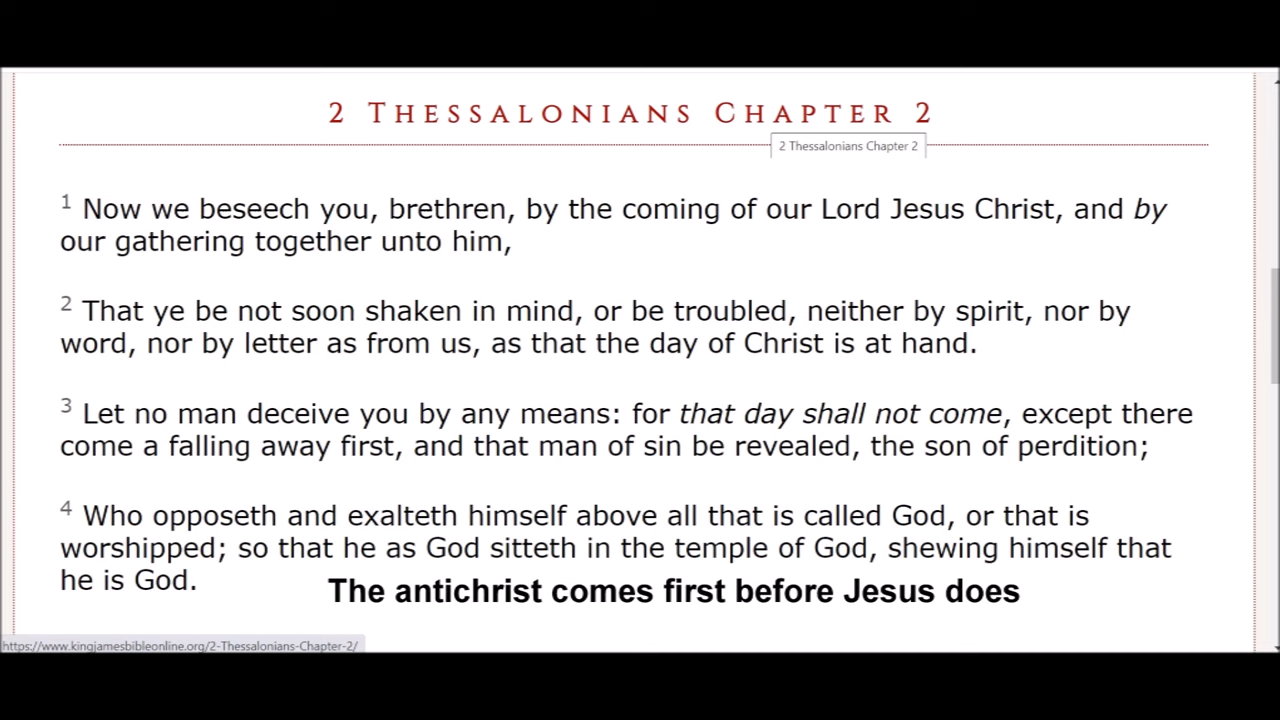 2 Thessalonians Chapter 2
2 Thessalonians Chapter 2
1 Now we beseech you, brethren, by the coming of our Lord Jesus Christ, and by
our gathering together unto him,
2 That ye be not soon shaken in mind, or be troubled, neither by spirit, nor by
word, nor by letter as from us, as that the day of Christ is at hand.
3 Let no man deceive you by any means: for that day shall not come, except there
come a falling away first, and that man of sin be revealed, the son of perdition;
4 Who opposeth and exalteth himself above all that is called God, or that is
worshipped; so that he as God sitteth in the temple of God, shewing himself that
he is God.
The antichrist comes first before Jesus does
https://www.kingjamesbibleonline.org/2-Thessalonians-Chapter-2/